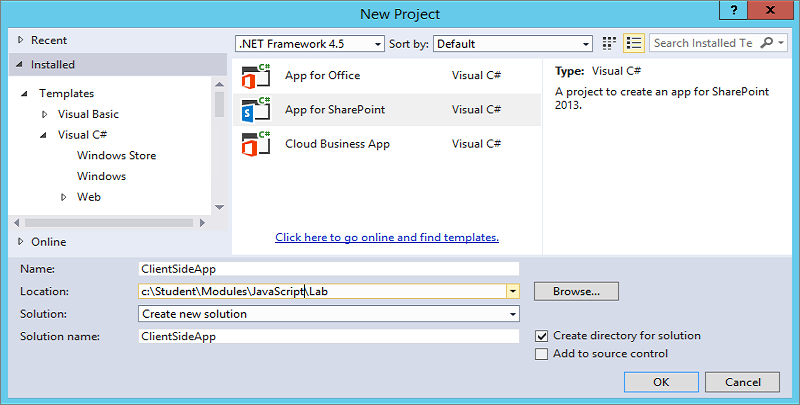 New Project
? x
Recent
Installed
.NET Framework 4.5 Sort by: Default Search Installed Te
Templates
Visual Basic
Visual C#
Windows Store
Windows
Web
Online
C# App for Office Visual C#
C# App for SharePoint Visual C#
C# Cloud Business App Visual C#
Click here to go online and find templates.
Type: Visual C#
A project to create an app for SharePoint
2013.
Name: ClientSideApp
Location: c:\Student\Modules\JavaScript\Lab Browse...
Solution: Create new solution
Solution name: ClientSideApp
Create directory for solution
Add to source control
OK Cancel